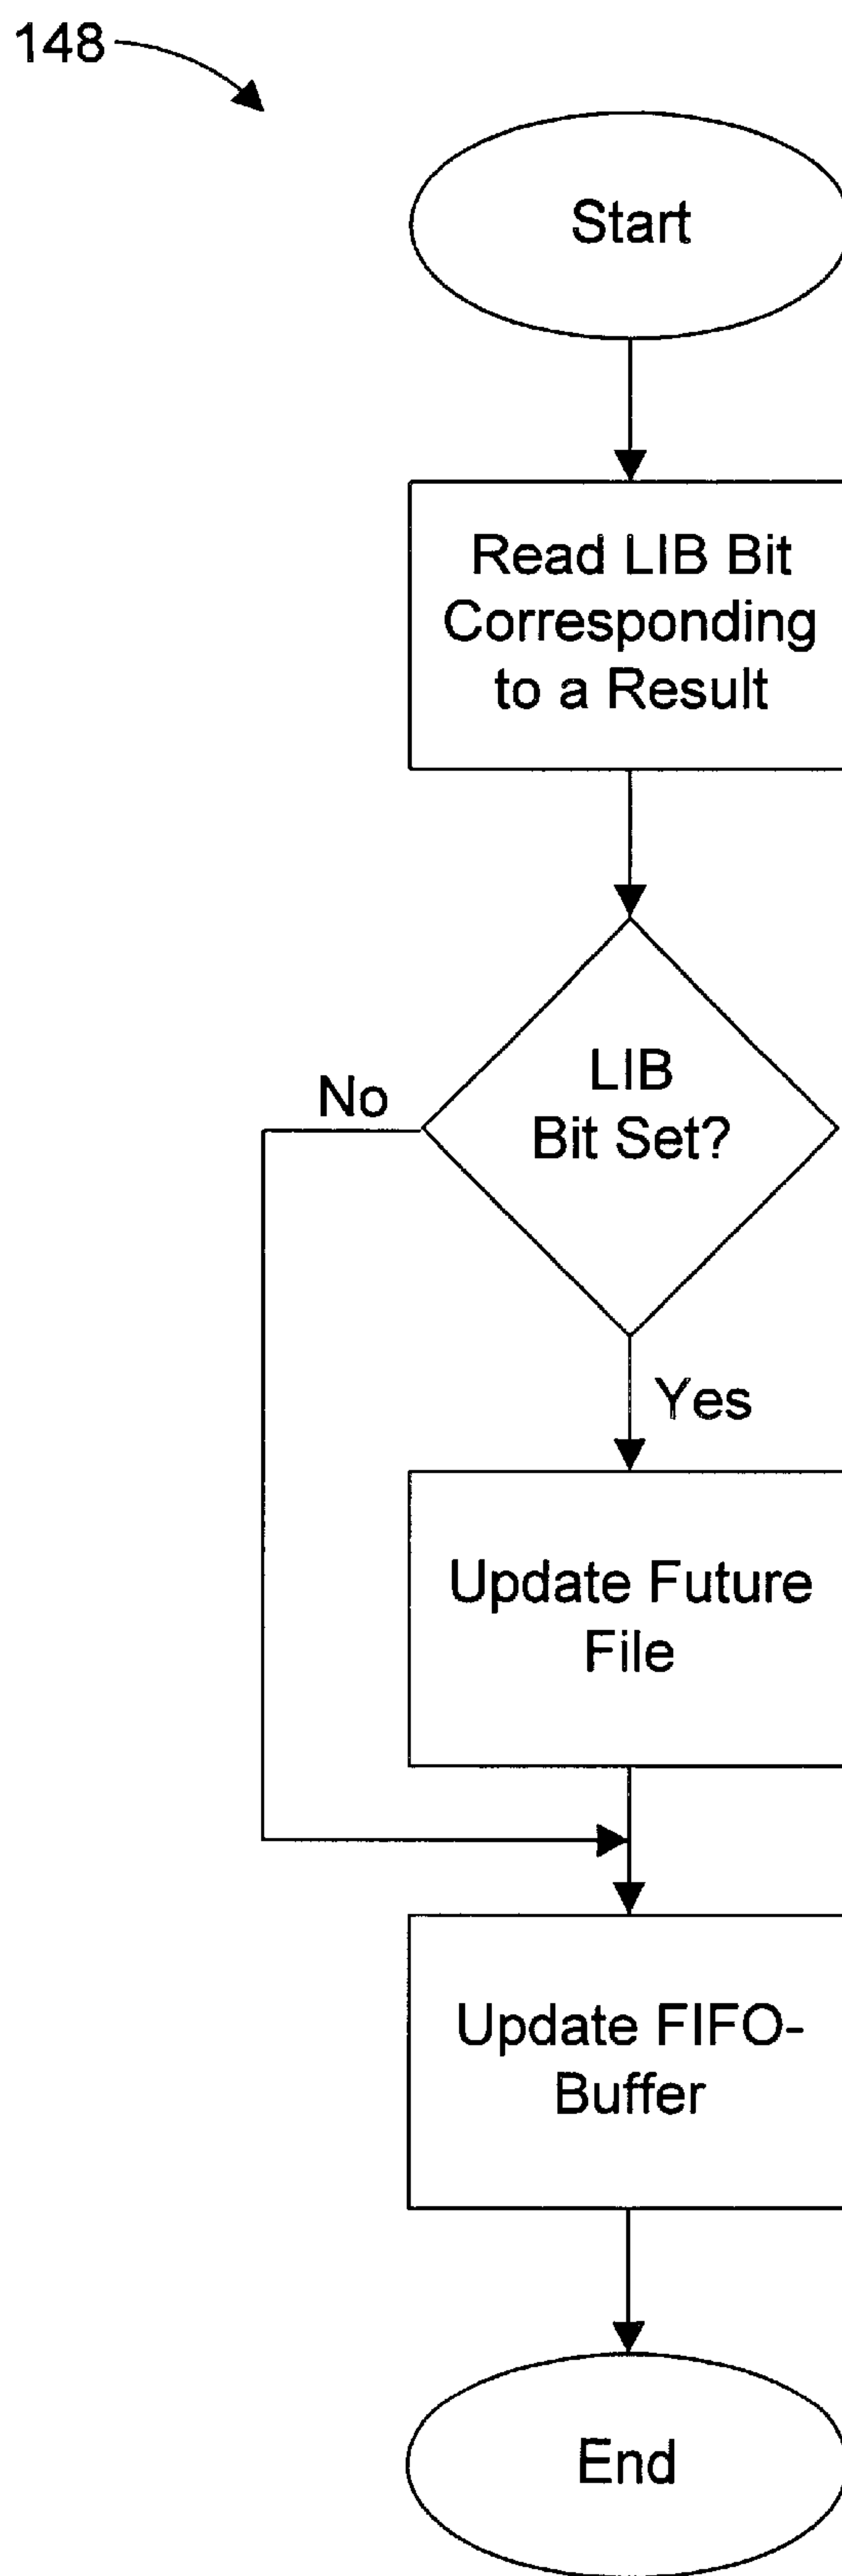 148
Start
Read LIB Bit
Corresponding
to a Result
LIB
Bit Set?
No
Yes
Update Future
File
Update FIFO-
Buffer
End